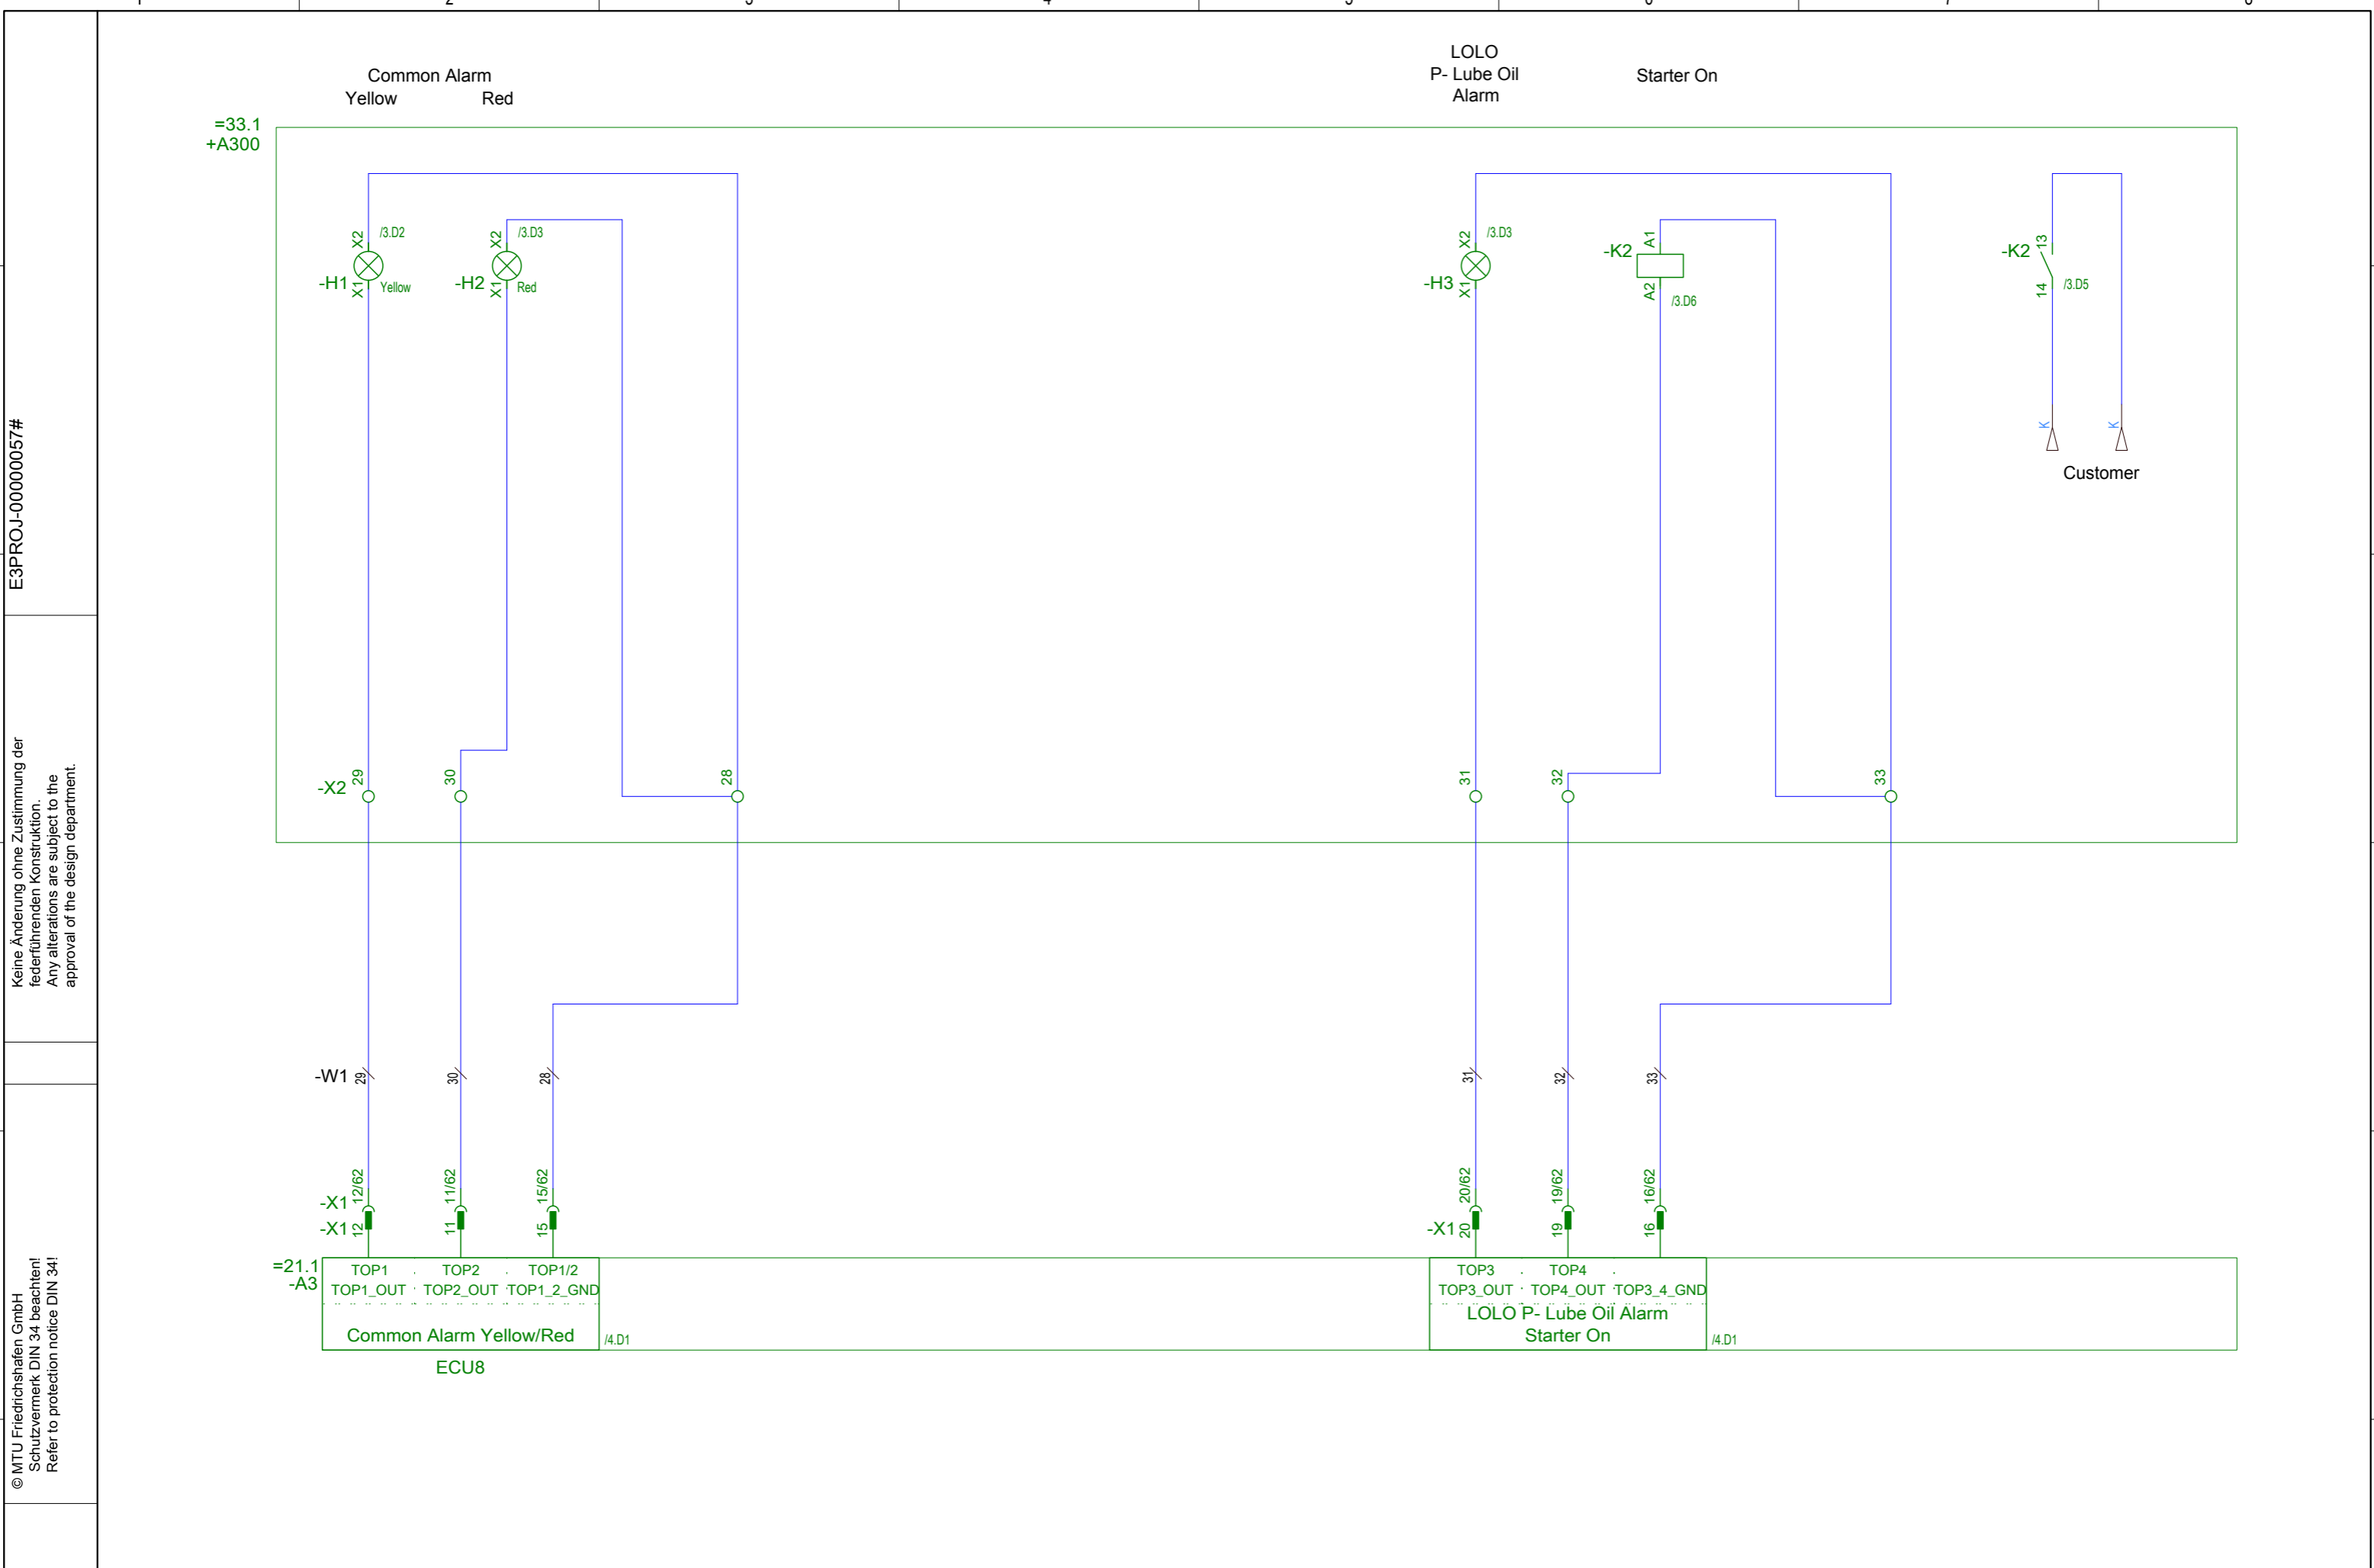 Common Alarm
Yellow
Red
LOLO
P- Lube Oil
Alarm
Starter On
=33.1
+A300
X2
/3.D2
-H1
X1
Yellow
X2
/3.D3
-H2
X1
Red
X2
/3.D3
-H3
X1
A1
-K2
A2
/3.D6
13
-K2
14
/3.D5
K
K
Customer
-X2
29
30
28
31
32
33
-W1
29
30
28
31
32
33
-X1
12/62
11/62
15/62
20/62
19/62
16/62
-X1
12
11
15
-X1
20
19
16
=21.1
-A3
TOP1
TOP2
TOP1/2
TOP1_OUT
TOP2_OUT
TOP1_2_GND
Common Alarm Yellow/Red
/4.D1
ECU8
TOP3
TOP4
TOP3_OUT
TOP4_OUT
TOP3_4_GND
LOLO P- Lube Oil Alarm
Starter On
/4.D1
E3PROJ-00000057#
Keine Änderung ohne Zustimmung der
federführenden Konstruktion.
Any alterations are subject to the
approval of the design department.
© MTU Friedrichshafen GmbH
Schutzvermerk DIN 34 beachten!
Refer to protection notice DIN 34!